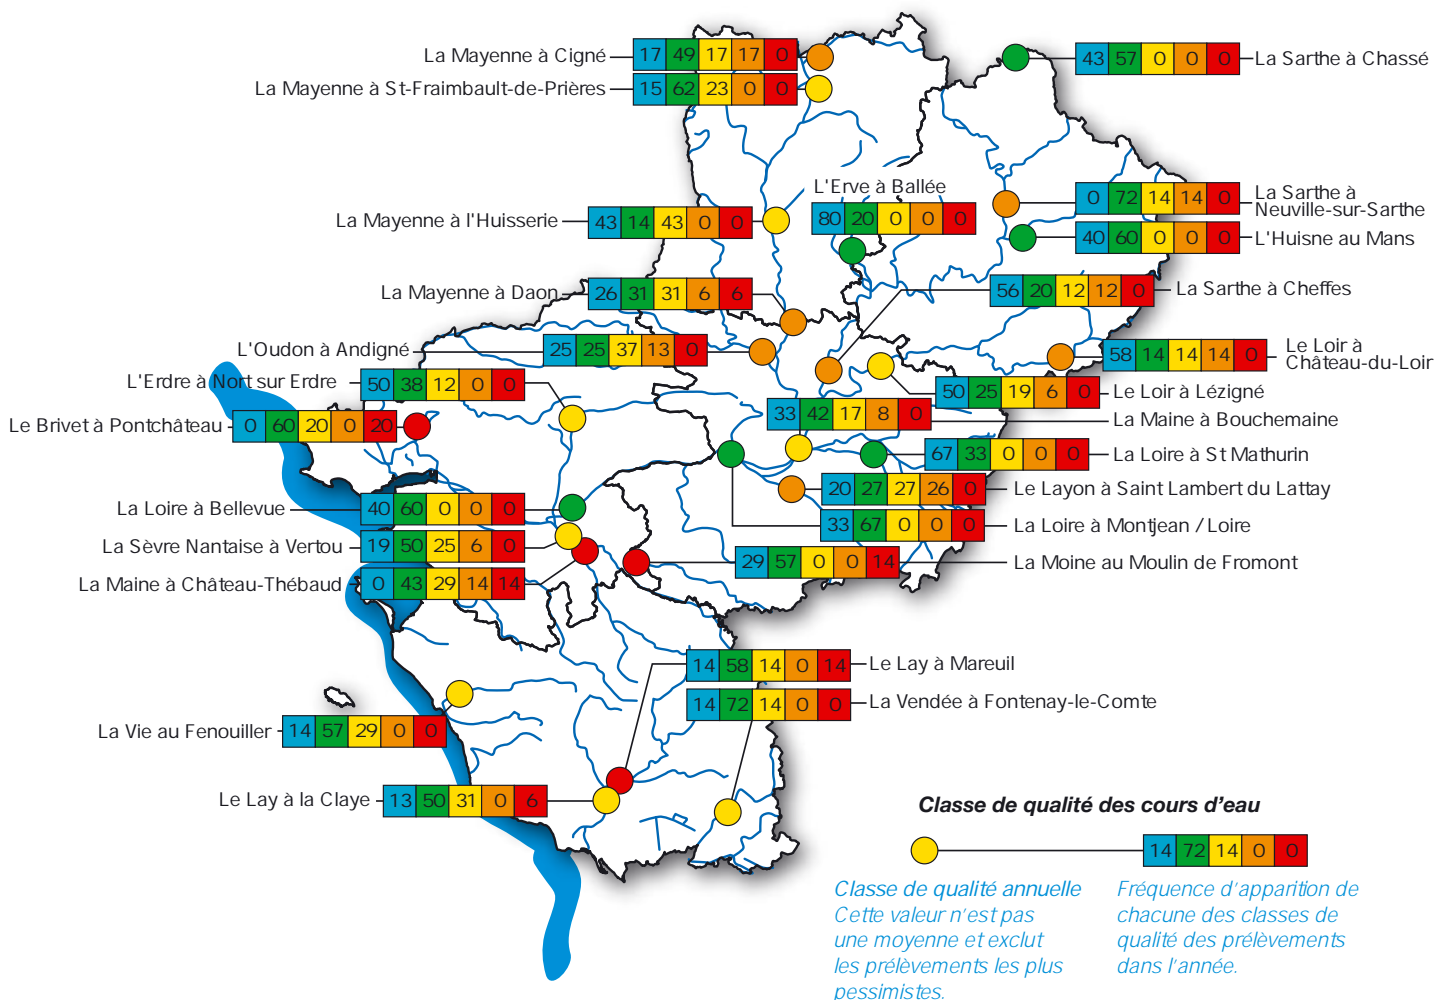 La Mayenne à Cigné 17 49 17 17 0
43 57 0 0 0 La Sarthe à Chassé
La Mayenne à St-Fraimbault-de-Prières 15 62 23 0 0
L'Erve à Ballée
80 20 0 0 0
0 72 14 14 0 La Sarthe à
Neuville-sur-Sarthe
La Mayenne à l'Huisserie 43 14 43 0 0
40 60 0 0 0 L'Huisne au Mans
La Mayenne à Daon 26 31 31 6 6
56 20 12 12 0 La Sarthe à Cheffes
L'Oudon à Andigné 25 25 37 13 0
58 14 14 14 0 Le Loir à
Château-du-Loir
L'Erdre à Nort sur Erdre 50 38 12 0 0
50 25 19 6 0 Le Loir à Lézigné
Le Brivet à Pontchâteau 0 60 20 0 20
33 42 17 8 0 La Maine à Bouchemaine
67 33 0 0 0 La Loire à St Mathurin
20 27 27 26 0 Le Layon à Saint Lambert du Lattay
La Loire à Bellevue 40 60 0 0 0
33 67 0 0 0 La Loire à Montjean / Loire
La Sèvre Nantaise à Vertou 19 50 25 6 0
29 57 0 0 14 La Moine au Moulin de Fromont
La Maine à Château-Thébaud 0 43 29 14 14
14 58 14 0 14 Le Lay à Mareuil
14 72 14 0 0 La Vendée à Fontenay-le-Comte
La Vie au Fenouiller 14 57 29 0 0
Le Lay à la Claye 13 50 31 0 6
Classe de qualité des cours d'eau
14 72 14 0 0
Classe de qualité annuelle
Cette valeur n'est pas
une moyenne et exclut
les prélèvements les plus
pessimistes.
Fréquence d'apparition de
chacune des classes de
qualité des prélèvements
dans l'année.